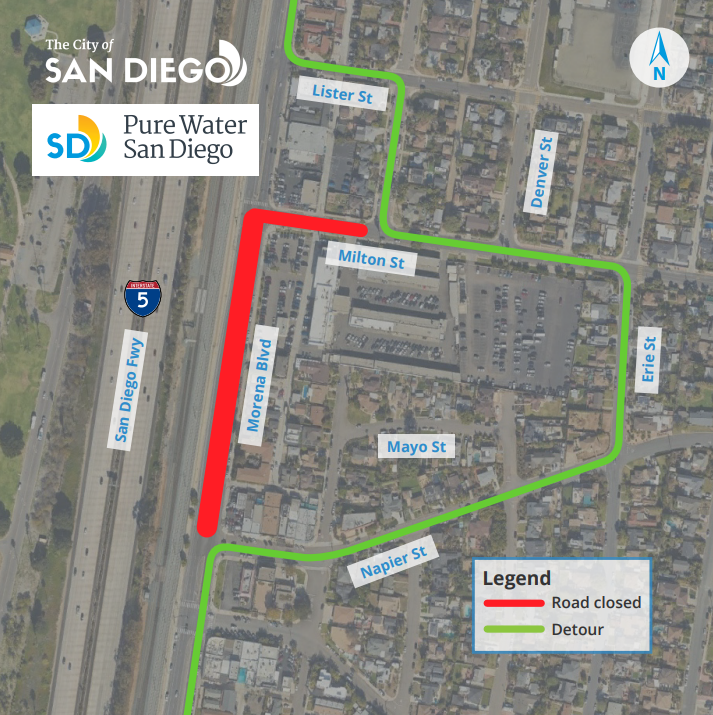 The City of
SAN DIEGO
SD
Pure Water
San Diego
N
Lister St
Denver St
Milton St
INTERSTATE
5
San Diego Fwy
Morena Blvd
Erie St
Mayo St
Napier St
Legend
Road closed
Detour